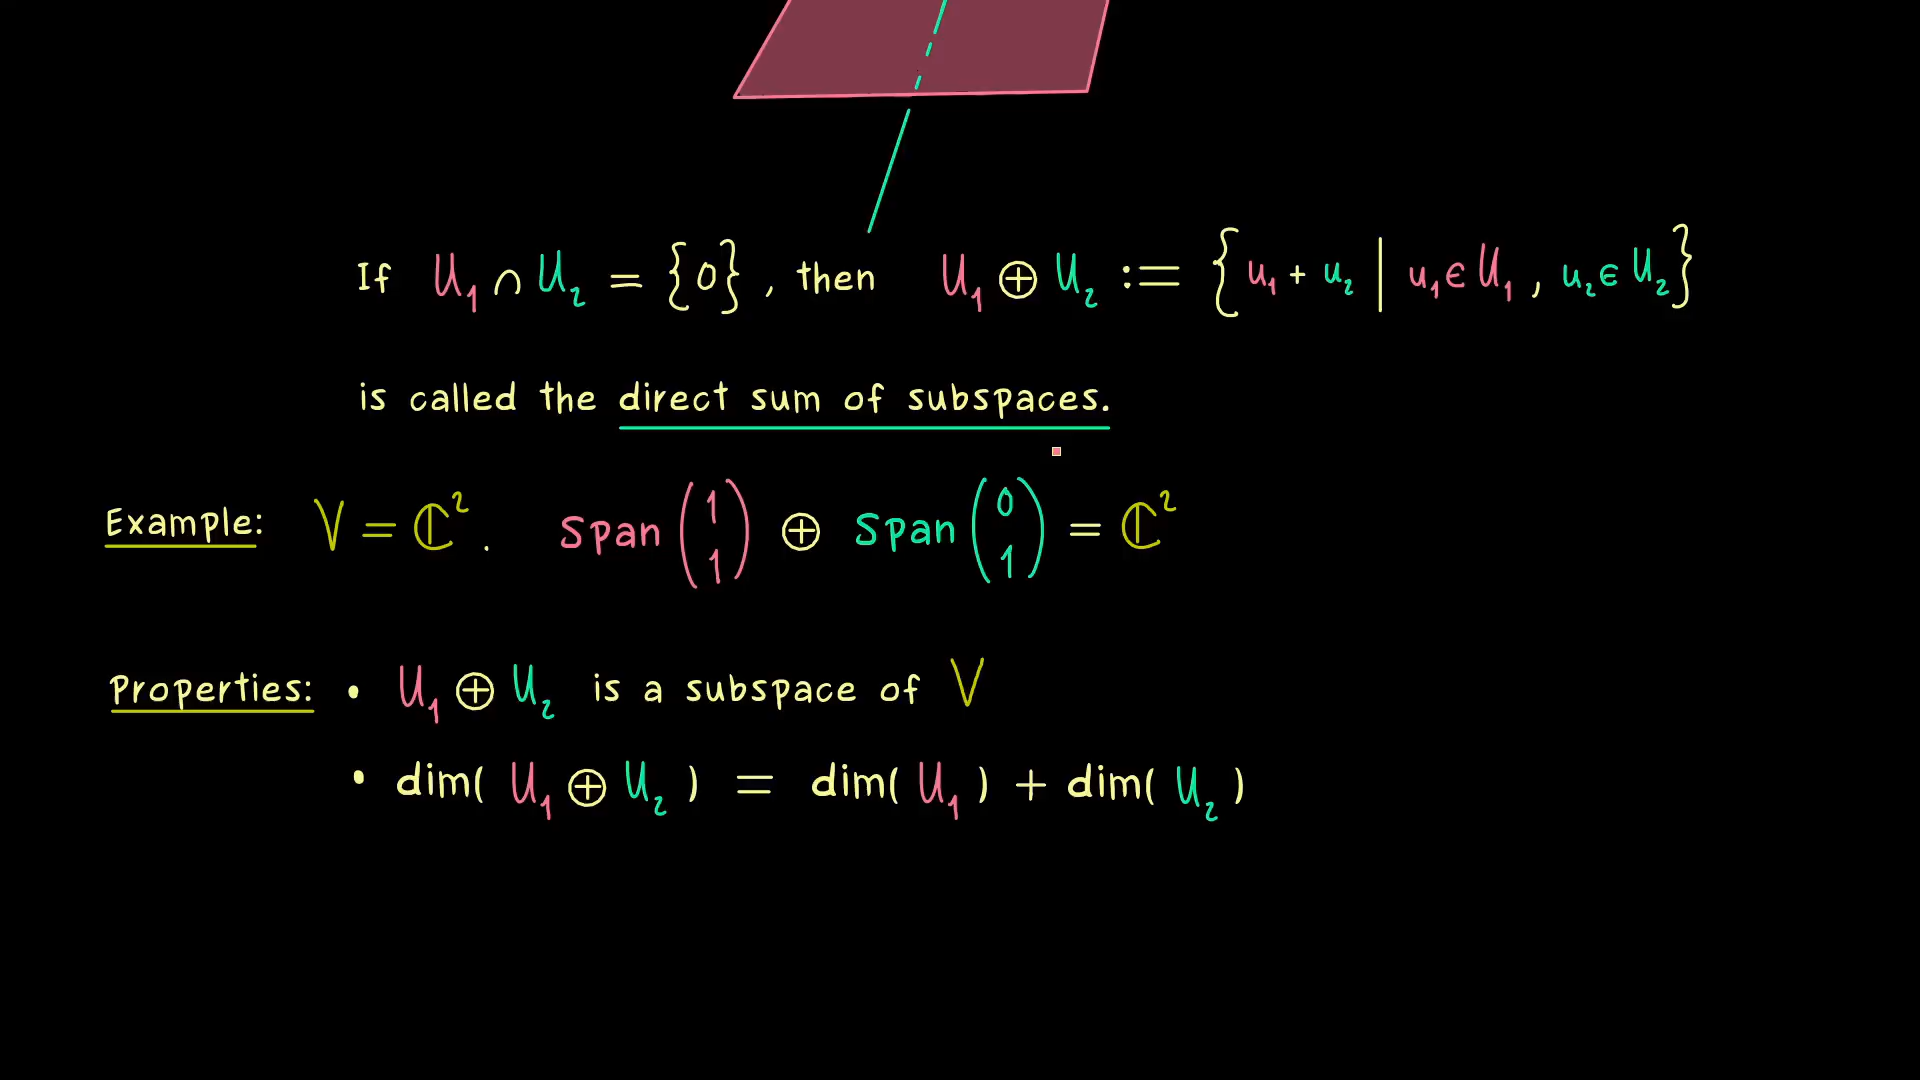 If U₁ ∩ U₂ = {0}, then U₁ ⊕ U₂ := {u₁ + u₂ | u₁ ∈ U₁, u₂ ∈ U₂}
is called the direct sum of subspaces.
Example: V = ℂ². Span (1 1) ⊕ Span (0 1) = ℂ²
Properties: • U₁ ⊕ U₂ is a subspace of V
• dim( U₁ ⊕ U₂ ) = dim( U₁ ) + dim( U₂ )